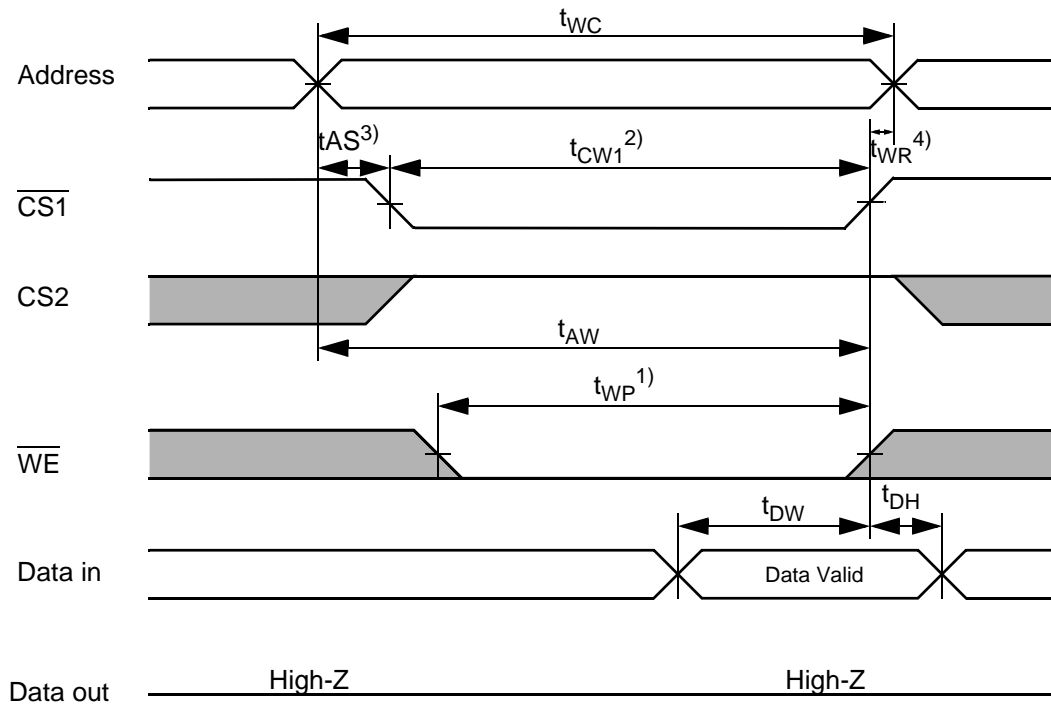 tWC
Address
tAS3)
tCW12)
tWR4)
CS1
CS2
tAW
tWP1)
WE
tDW
tDH
Data in
Data Valid
High-Z
High-Z
Data out